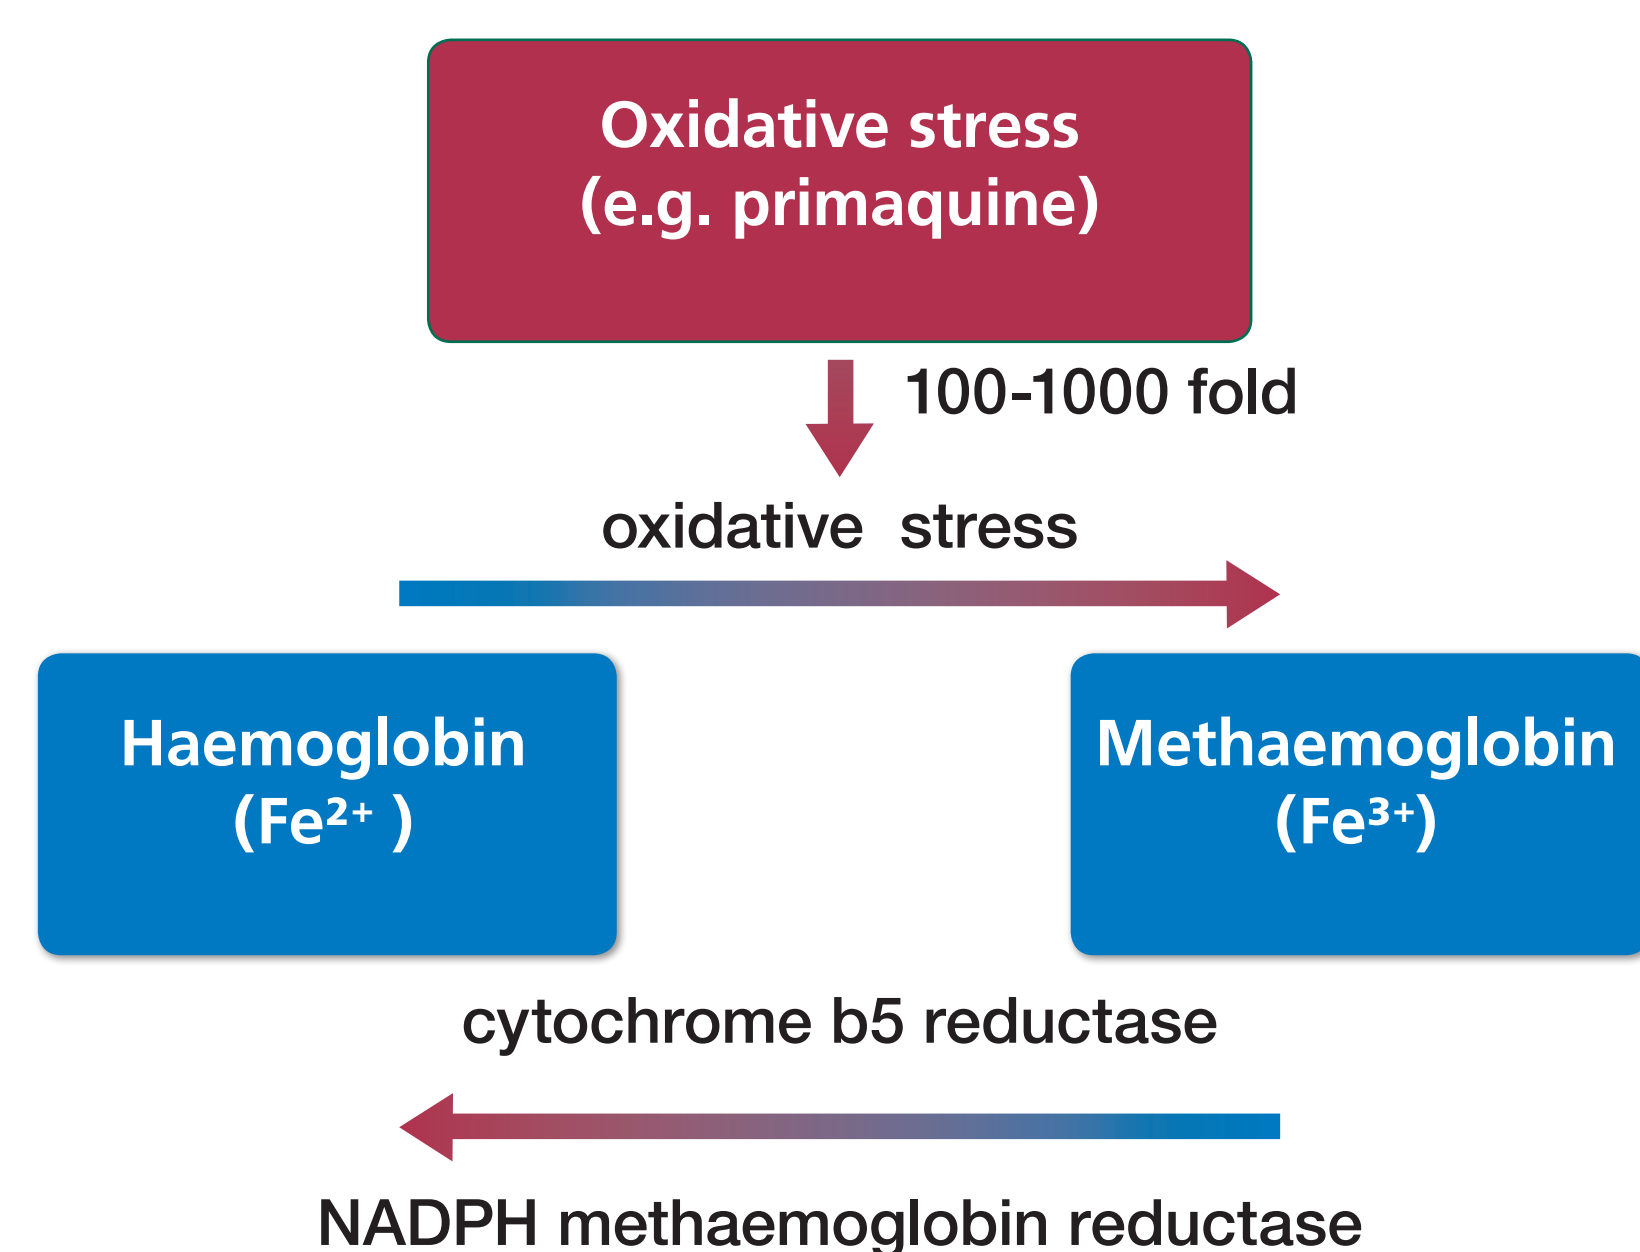 Oxidative stress
(e.g. primaquine)
100-1000 fold
oxidative stress
Haemoglobin
(Fe²⁺ )
Methaemoglobin
(Fe³⁺)
cytochrome b5 reductase
NADPH methaemoglobin reductase